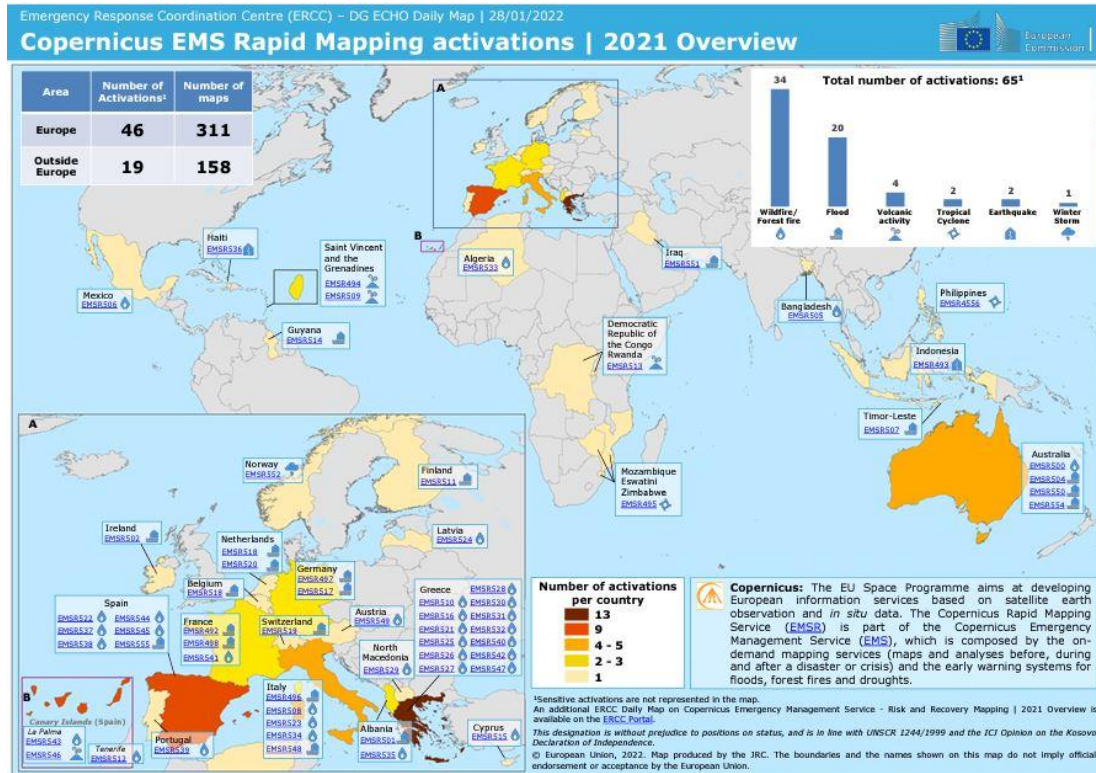 Emergency Response Coordination Centre (ERCC) – DG ECHO Daily Map | 28/01/2022
Copernicus EMS Rapid Mapping activations | 2021 Overview
European
Commission
Area
Number of
Activations¹
Number of
maps
Europe
46
311
Outside
Europe
19
158
A
B
Total number of activations: 65¹
34
20
4
2
2
1
Wildfire/
Forest fire
Flood
Volcanic
activity
Tropical
Cyclone
Earthquake
Winter
Storm
Haiti
EMSR536
Saint Vincent
and the
Grenadines
EMSR494
EMSR509
Mexico
EMSR506
Guyana
EMSR514
Algeria
EMSR533
Iraq
EMSR551
Bangladesh
EMSR505
Philippines
EMSR4556
Democratic
Republic of
the Congo
Rwanda
EMSR513
Indonesia
EMSR493
Timor-Leste
EMSR507
Australia
EMSR500
EMSR504
EMSR550
EMSR554
Mozambique
Eswatini
Zimbabwe
EMSR495
A
Norway
EMSR552
Finland
EMSR511
Ireland
EMSR502
Netherlands
EMSR518
EMSR520
Latvia
EMSR524
Belgium
EMSR518
Germany
EMSR497
EMSR517
Spain
EMSR522
EMSR544
EMSR537
EMSR545
EMSR538
EMSR555
France
EMSR492
EMSR498
EMSR541
Switzerland
EMSR519
Austria
EMSR549
North
Macedonia
EMSR529
Greece
EMSR528
EMSR510
EMSR530
EMSR516
EMSR531
EMSR521
EMSR532
EMSR525
EMSR540
EMSR526
EMSR542
EMSR527
EMSR547
Italy
EMSR496
EMSR508
EMSR523
EMSR534
EMSR548
Albania
EMSR501
EMSR535
Cyprus
EMSR515
Portugal
EMSR539
B
Canary Islands (Spain)
La Palma
EMSR543
EMSR546
Tenerife
EMSR512
Number of activations
per country
13
9
4 - 5
2 - 3
1
Copernicus: The EU Space Programme aims at developing
European information services based on satellite earth
observation and in situ data. The Copernicus Rapid Mapping
Service (EMSR) is part of the Copernicus Emergency
Management Service (EMS), which is composed by the on-
demand mapping services (maps and analyses before, during
and after a disaster or crisis) and the early warning systems for
floods, forest fires and droughts.
¹Sensitive activations are not represented in the map.
An additional ERCC Daily Map on Copernicus Emergency Management Service - Risk and Recovery Mapping | 2021 Overview is
available on the ERCC Portal.
This designation is without prejudice to positions on status, and is in line with UNSCR 1244/1999 and the ICJ Opinion on the Kosovo
Declaration of Independence.
© European Union, 2022. Map produced by the JRC. The boundaries and the names shown on this map do not imply official
endorsement or acceptance by the European Union.